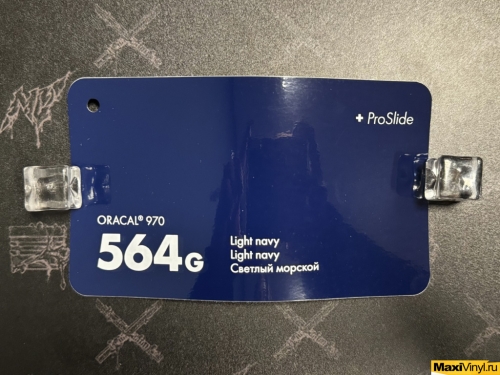 + ProSlide
ORACAL® 970
564G
Light navy
Light navy
Светлый морской
MaxiVinyl.ru